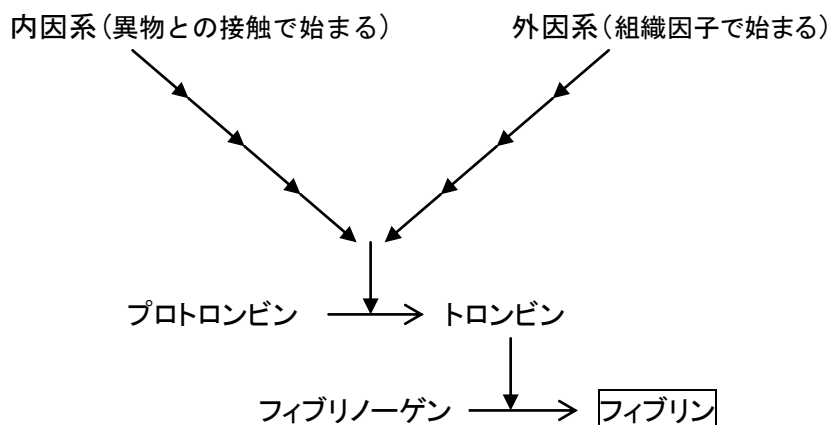 内因系（異物との接触で始まる） 外因系（組織因子で始まる）
プロトロンビン トロンビン
フィブリノーゲン フィブリン